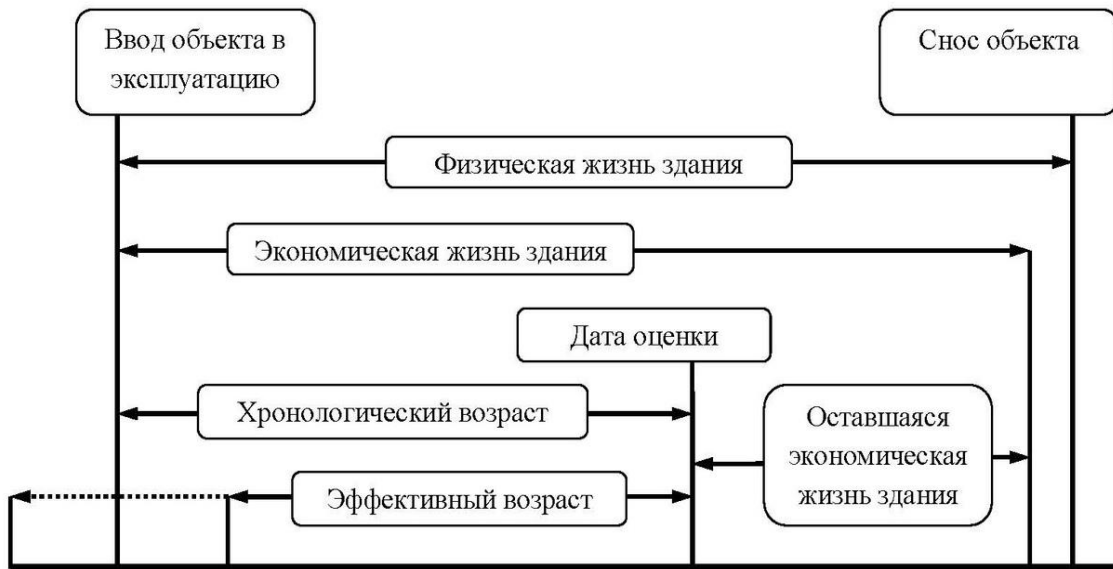 Ввод объекта в
эксплуатацию
Снос объекта
Физическая жизнь здания
Экономическая жизнь здания
Дата оценки
Хронологический возраст
Оставшаяся
экономическая
жизнь здания
Эффективный возраст